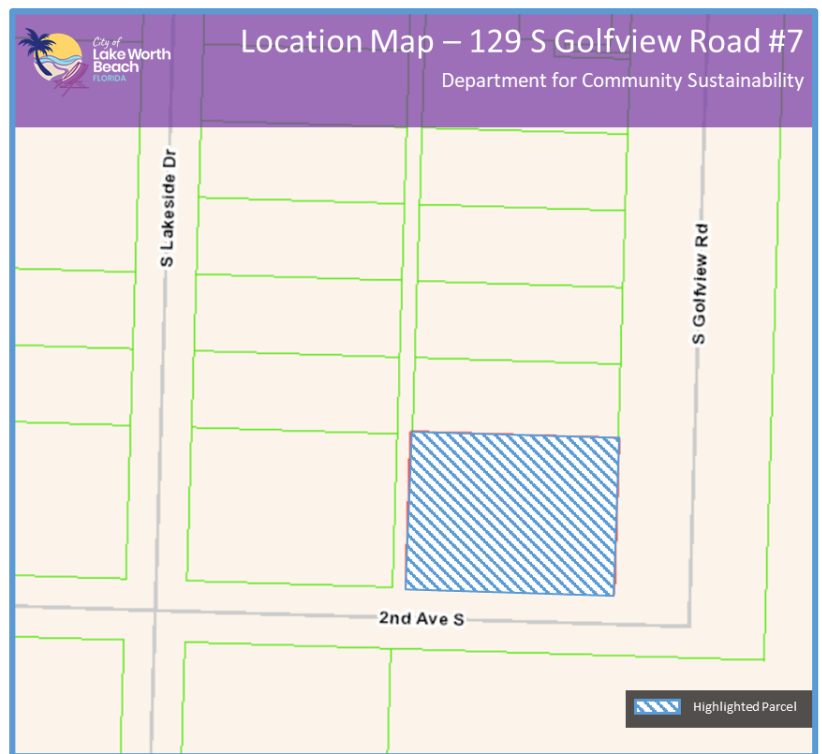 City of
Lake Worth
Beach
FLORIDA
Location Map – 129 S Golfview Road #7
Department for Community Sustainability
S Lakeside Dr
S Golfview Rd
2nd Ave S
Highlighted Parcel